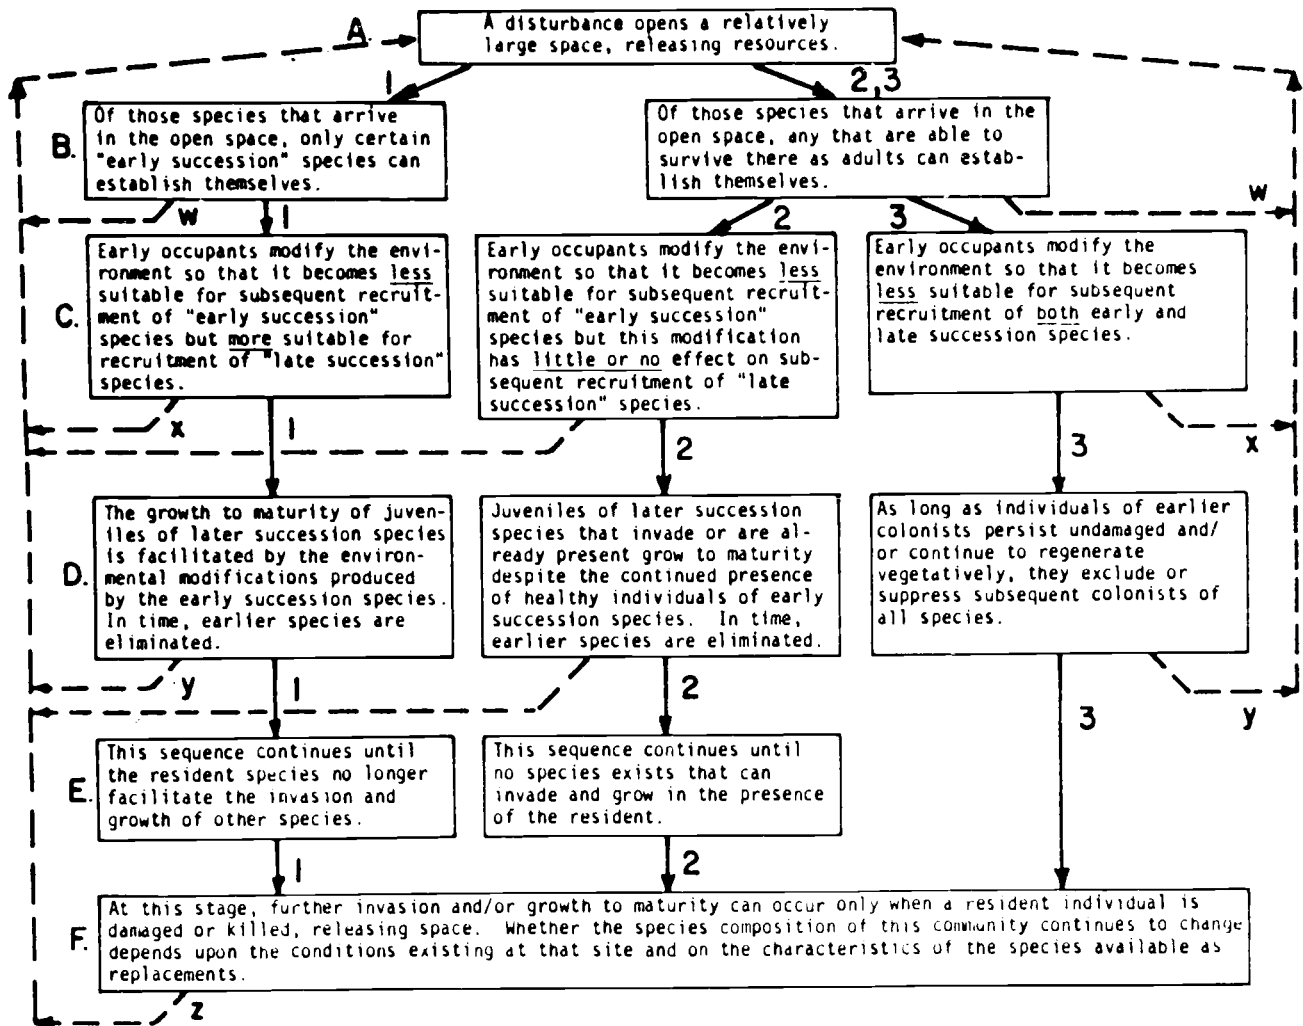 A.
A disturbance opens a relatively
large space, releasing resources.
1
2,3
B.
Of those species that arrive
in the open space, only certain
"early succession" species can
establish themselves.
Of those species that arrive in the
open space, any that are able to
survive there as adults can estab-
lish themselves.
w
1
2
3
w
C.
Early occupants modify the envi-
ronment so that it becomes less
suitable for subsequent recruit-
ment of "early succession"
species but more suitable for
recruitment of "late succession"
species.
Early occupants modify the en-
vironment so that it becomes less
suitable for subsequent recruit-
ment of "early succession"
species but this modification
has little or no effect on sub-
sequent recruitment of "late
succession" species.
Early occupants modify the
environment so that it becomes
less suitable for subsequent
recruitment of both early and
late succession species.
x
1
2
3
x
D.
The growth to maturity of juve-
niles of later succession species
is facilitated by the environ-
mental modifications produced
by the early succession species.
In time, earlier species are
eliminated.
Juveniles of later succession
species that invade or are al-
ready present grow to maturity
despite the continued presence
of healthy individuals of early
succession species. In time,
earlier species are eliminated.
As long as individuals of earlier
colonists persist undamaged and/
or continue to regenerate
vegetatively, they exclude or
suppress subsequent colonists of
all species.
y
1
2
3
y
E.
This sequence continues until
the resident species no longer
facilitate the invasion and
growth of other species.
This sequence continues until
no species exists that can
invade and grow in the presence
of the resident.
1
2
F.
At this stage, further invasion and/or growth to maturity can occur only when a resident individual is
damaged or killed, releasing space. Whether the species composition of this community continues to change
depends upon the conditions existing at that site and on the characteristics of the species available as
replacements.
z